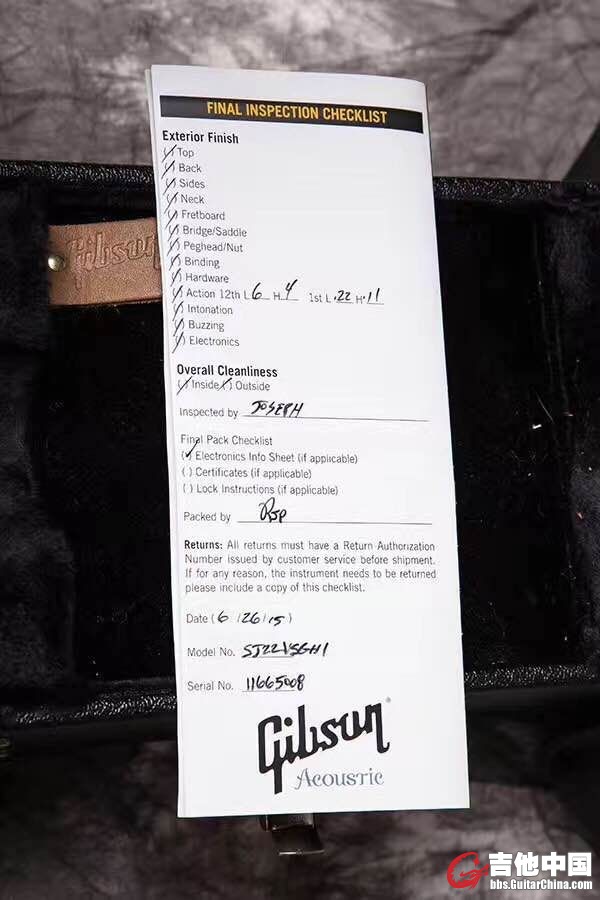 FINAL INSPECTION CHECKLIST
Exterior Finish
(/) Top
(/) Back
(/) Sides
(/) Neck
(/) Fretboard
(/) Bridge/Saddle
(/) Peghead/Nut
(/) Binding
(/) Hardware
(/) Action 12th L 6 H 4 1st L .22 H .11
(/) Intonation
(/) Buzzing
(/) Electronics
Overall Cleanliness
(/) Inside (/) Outside
Inspected by JOSEPH
Final Pack Checklist
(✓) Electronics Info Sheet (if applicable)
( ) Certificates (if applicable)
( ) Lock Instructions (if applicable)
Packed by
Returns: All returns must have a Return Authorization
Number issued by customer service before shipment.
If for any reason, the instrument needs to be returned
please include a copy of this checklist.
Date (6/26/15)
Model No. SJ22VSGH1
Serial No. 11665008
Gibson
Acoustic
Gibson
吉他中国
bbs.GuitarChina.com